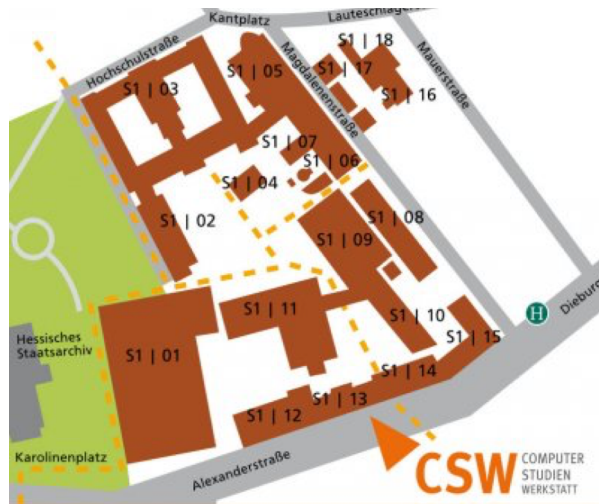 Kantplatz
Lauteschläger
Hochschulstraße
Magdalenenstraße
Mauerstraße
S1 | 18
S1 | 05
S1 | 17
S1 | 03
S1 | 16
S1 | 07
S1 | 06
S1 | 04
S1 | 02
S1 | 08
S1 | 09
S1 | 11
S1 | 10
H
Dieburg
Hessisches
Staatsarchiv
S1 | 01
S1 | 15
S1 | 14
S1 | 13
S1 | 12
Karolinenplatz
Alexanderstraße
CSW
COMPUTER
STUDIEN
WERKSTATT